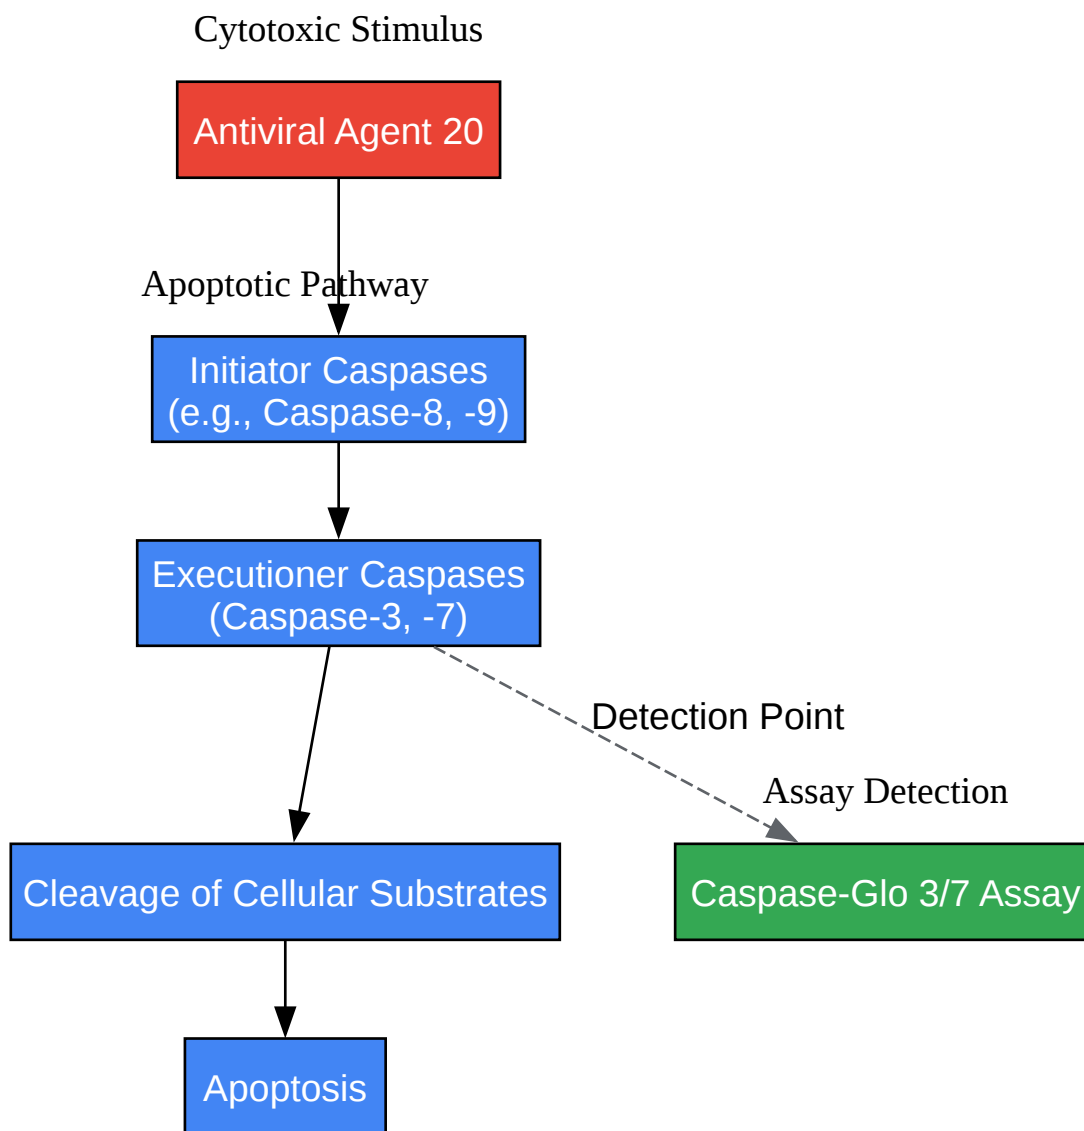 Cytotoxic Stimulus
Antiviral Agent 20
Apoptotic Pathway
Initiator Caspases
(e.g., Caspase-8, -9)
Executioner Caspases
(Caspase-3, -7)
Detection Point
Assay Detection
Cleavage of Cellular Substrates
Caspase-Glo 3/7 Assay
Apoptosis